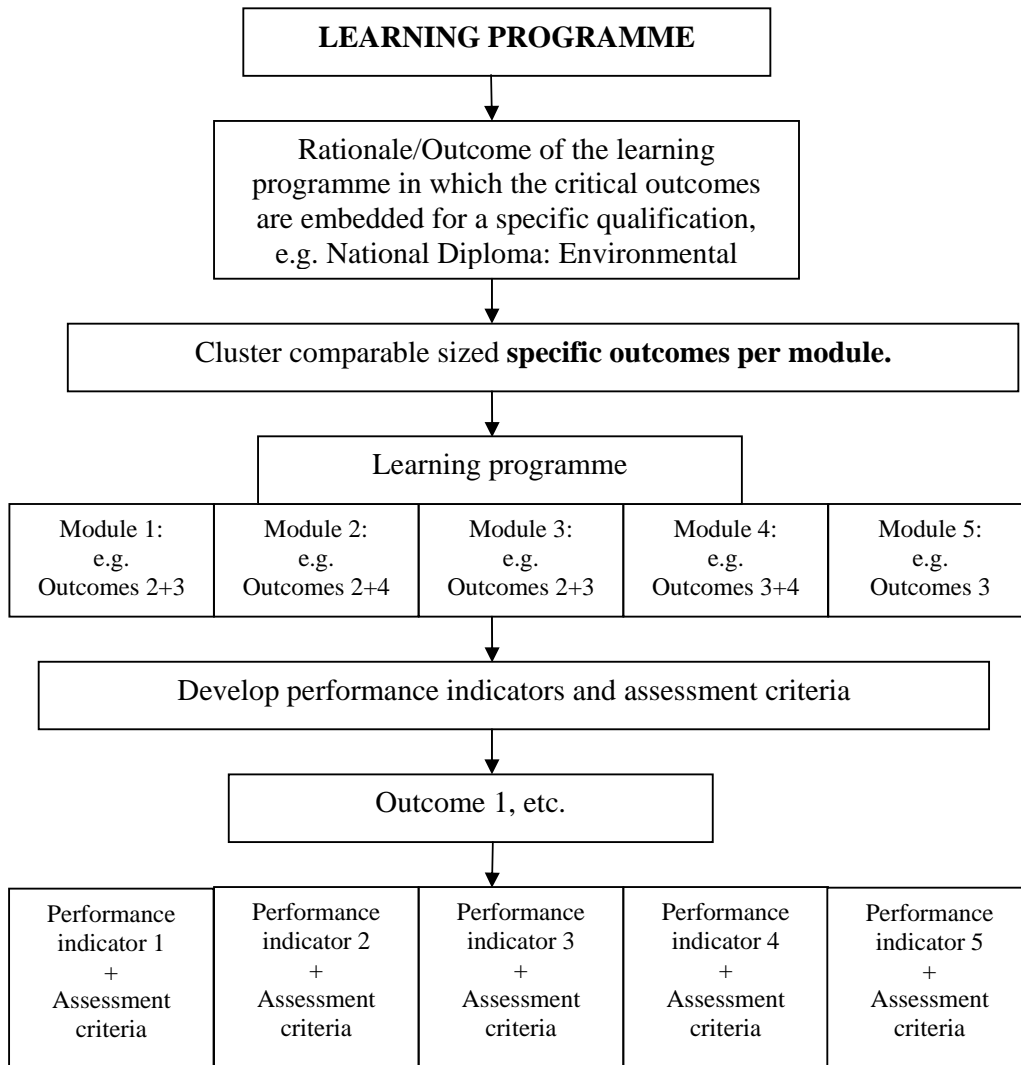 LEARNING PROGRAMME
Rationale/Outcome of the learning
programme in which the critical outcomes
are embedded for a specific qualification,
e.g. National Diploma: Environmental
Cluster comparable sized specific outcomes per module.
Learning programme
Module 1:
e.g.
Outcomes 2+3
Module 2:
e.g.
Outcomes 2+4
Module 3:
e.g.
Outcomes 2+3
Module 4:
e.g.
Outcomes 3+4
Module 5:
e.g.
Outcomes 3
Develop performance indicators and assessment criteria
Outcome 1, etc.
Performance
indicator 1
+
Assessment
criteria
Performance
indicator 2
+
Assessment
criteria
Performance
indicator 3
+
Assessment
criteria
Performance
indicator 4
+
Assessment
criteria
Performance
indicator 5
+
Assessment
criteria